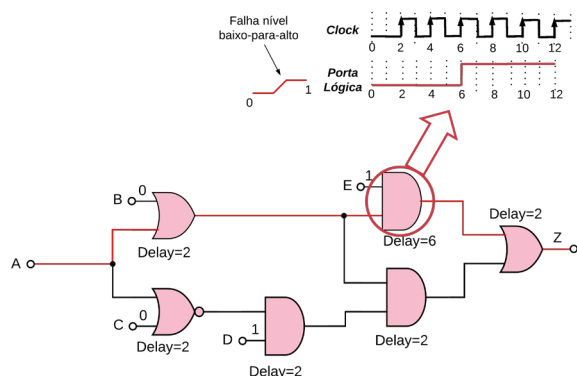 Falha nível
baixo-para-alto
0
1
Clock
0 2 4 6 8 10 12
Porta
Lógica
0 2 4 6 8 10 12
E
1
Delay=6
B
0
Delay=2
A
Delay=2
Z
C
0
Delay=2
D
1
Delay=2
Delay=2